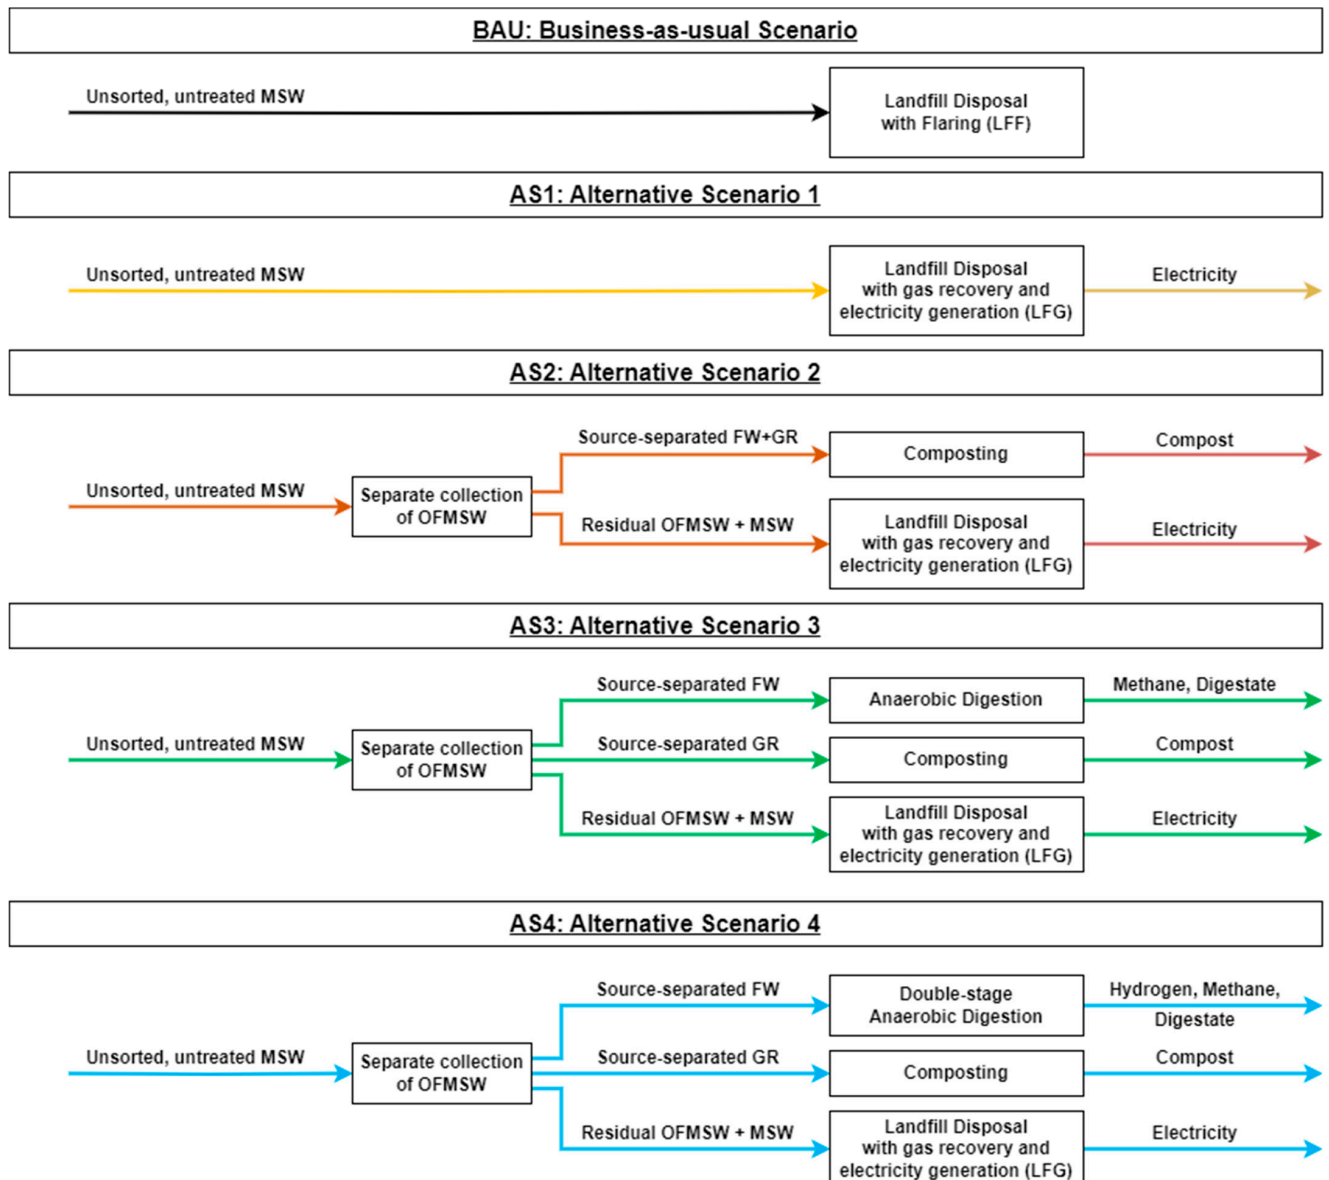 BAU: Business-as-usual Scenario
Unsorted, untreated MSW
Landfill Disposal
with Flaring (LFF)
AS1: Alternative Scenario 1
Unsorted, untreated MSW
Landfill Disposal
with gas recovery and
electricity generation (LFG)
Electricity
AS2: Alternative Scenario 2
Unsorted, untreated MSW
Separate collection
of OFMSW
Source-separated FW+GR
Composting
Compost
Residual OFMSW + MSW
Landfill Disposal
with gas recovery and
electricity generation (LFG)
Electricity
AS3: Alternative Scenario 3
Unsorted, untreated MSW
Separate collection
of OFMSW
Source-separated FW
Anaerobic Digestion
Methane, Digestate
Source-separated GR
Composting
Compost
Residual OFMSW + MSW
Landfill Disposal
with gas recovery and
electricity generation (LFG)
Electricity
AS4: Alternative Scenario 4
Unsorted, untreated MSW
Separate collection
of OFMSW
Source-separated FW
Double-stage
Anaerobic Digestion
Hydrogen, Methane,
Digestate
Source-separated GR
Composting
Compost
Residual OFMSW + MSW
Landfill Disposal
with gas recovery and
electricity generation (LFG)
Electricity